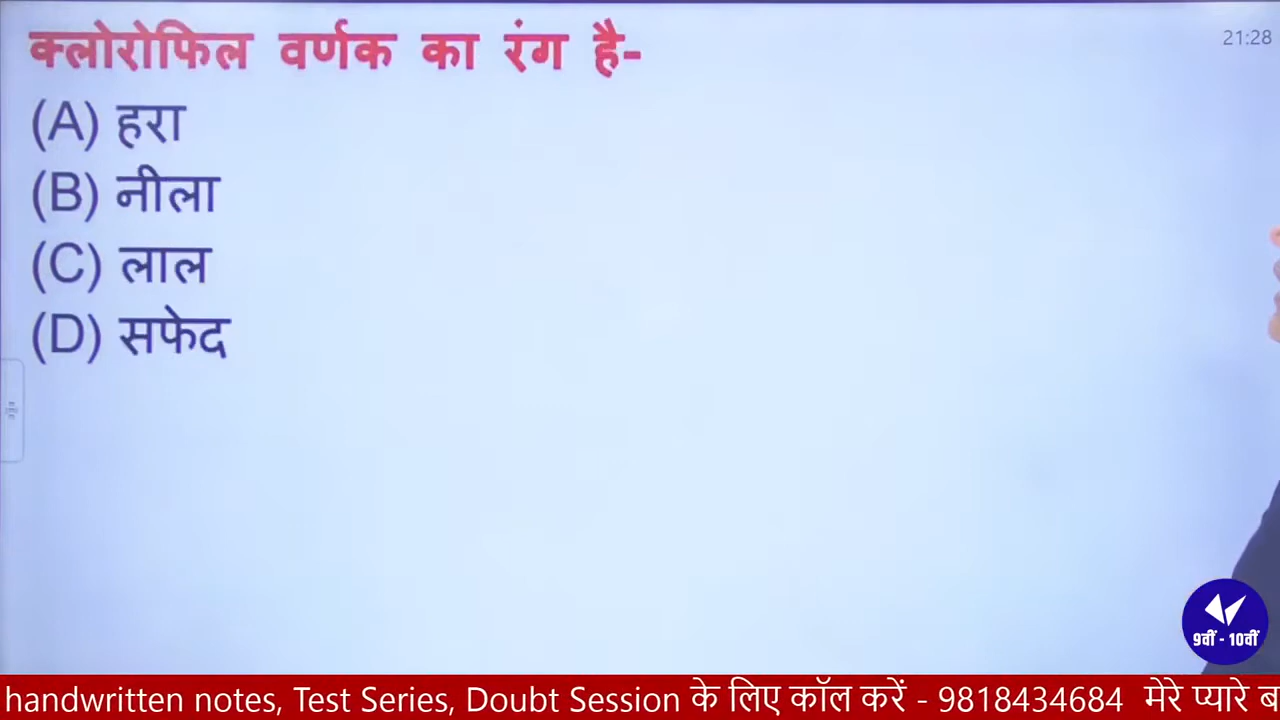 क्लोरोफिल वर्णक का रंग है-
21:28
(A) हरा
(B) नीला
(C) लाल
(D) सफेद
9वीं - 10वीं
handwritten notes, Test Series, Doubt Session के लिए कॉल करें - 9818434684 मेरे प्यारे ब